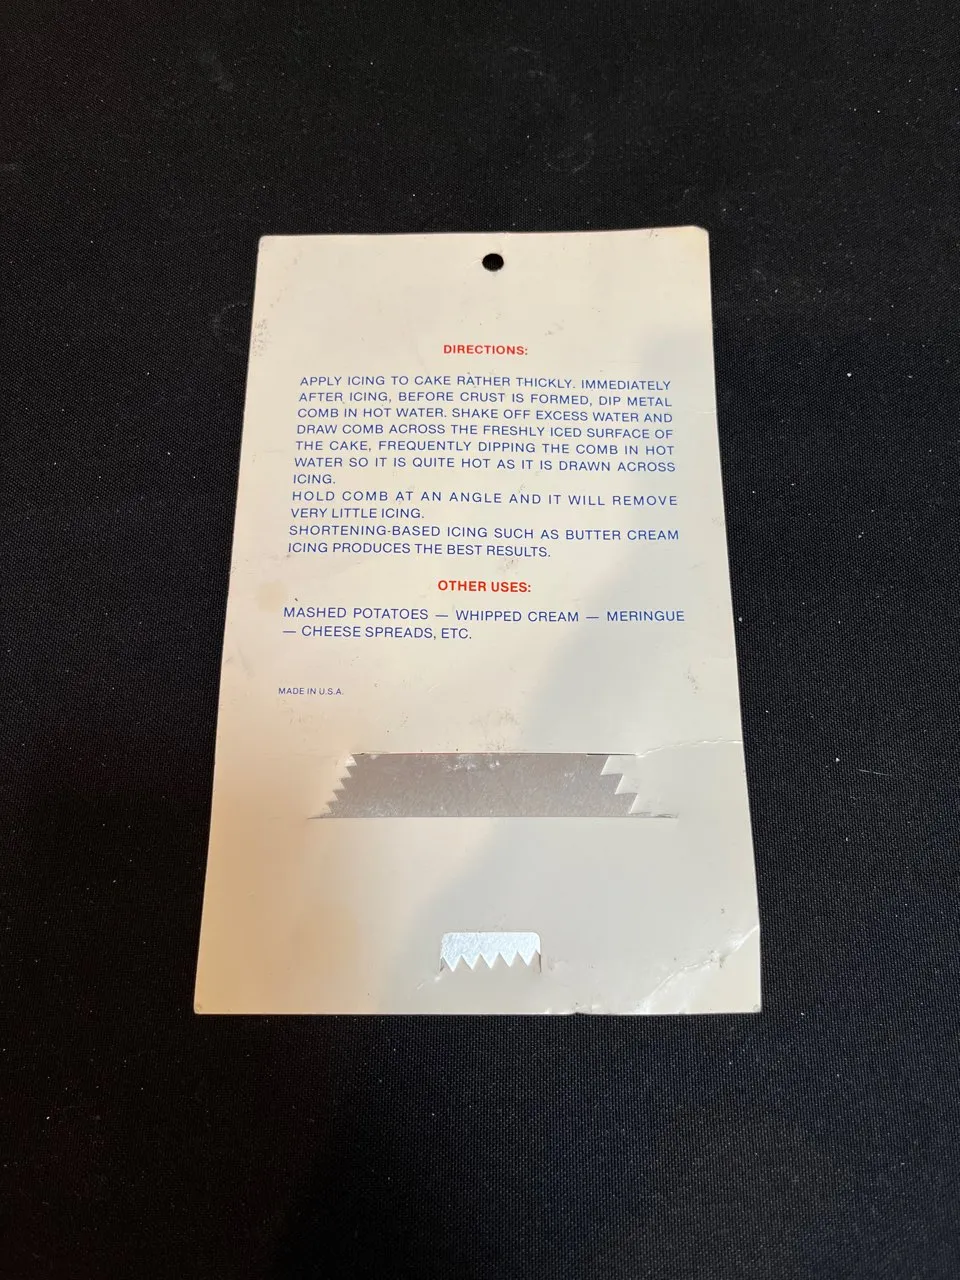 DIRECTIONS:
APPLY ICING TO CAKE RATHER THICKLY. IMMEDIATELY
AFTER ICING, BEFORE CRUST IS FORMED, DIP METAL
COMB IN HOT WATER. SHAKE OFF EXCESS WATER AND
DRAW COMB ACROSS THE FRESHLY ICED SURFACE OF
THE CAKE, FREQUENTLY DIPPING THE COMB IN HOT
WATER SO IT IS QUITE HOT AS IT IS DRAWN ACROSS
ICING.
HOLD COMB AT AN ANGLE AND IT WILL REMOVE
VERY LITTLE ICING.
SHORTENING-BASED ICING SUCH AS BUTTER CREAM
ICING PRODUCES THE BEST RESULTS.
OTHER USES:
MASHED POTATOES — WHIPPED CREAM — MERINGUE
— CHEESE SPREADS, ETC.
MADE IN U.S.A.